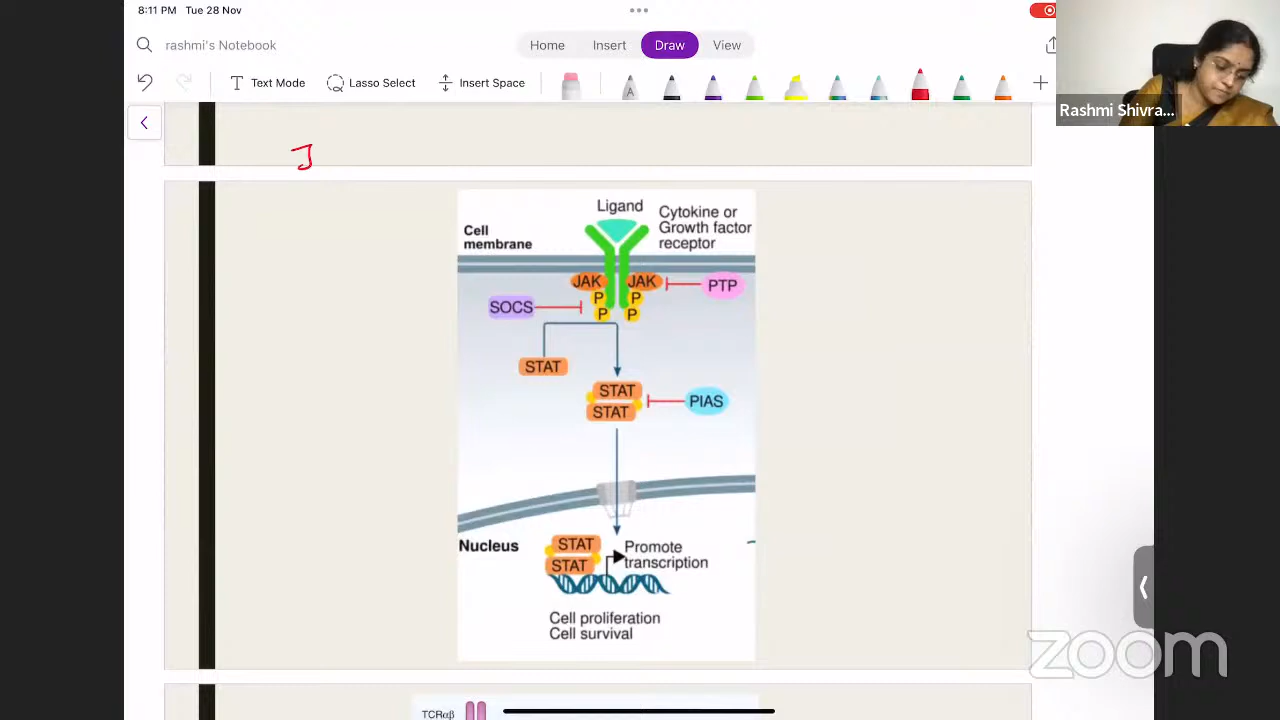 8:11 PM Tue 28 Nov
rashmi's Notebook
Home Insert Draw View
Text Mode Lasso Select Insert Space
A
Rashmi Shivra...
J
Ligand
Cytokine or
Growth factor
receptor
Cell
membrane
JAK JAK
PTP
P P
P P
SOCS
STAT
STAT
STAT
PIAS
Nucleus
STAT
STAT
Promote
transcription
Cell proliferation
Cell survival
zoom
TCRαβ